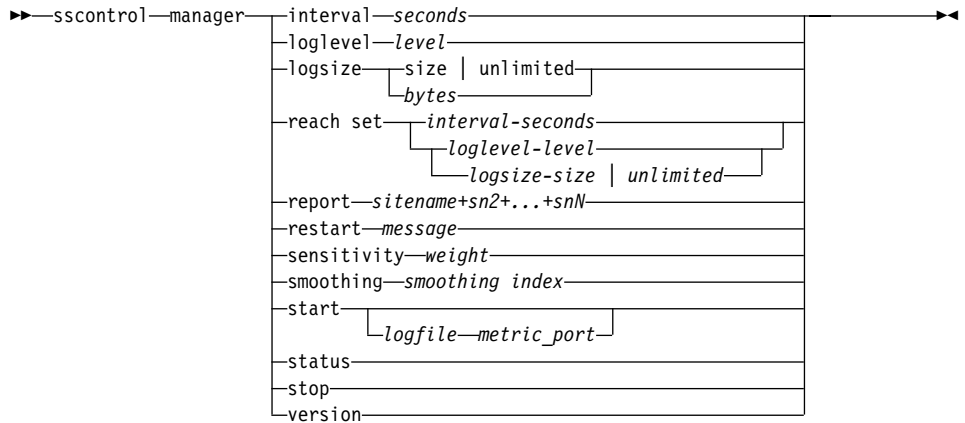 sscontrol manager interval seconds
loglevel level
logsize size | unlimited
bytes
reach set interval-seconds
loglevel-level
logsize-size | unlimited
report sitename+sn2+...+snN
restart message
sensitivity weight
smoothing smoothing index
start
logfile metric_port
status
stop
version